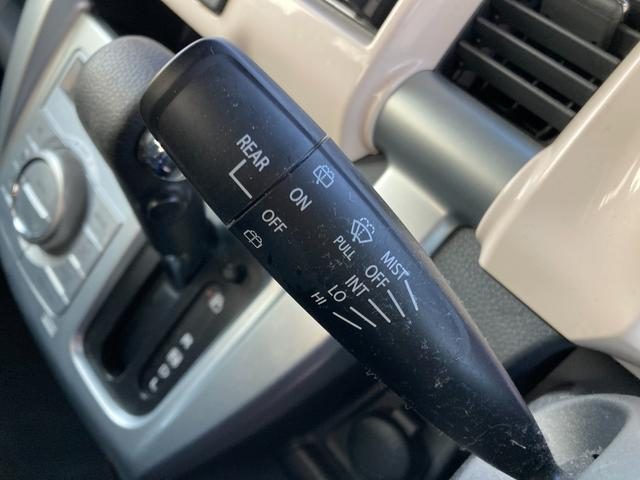 REAR
ON
OFF
PULL
MIST
OFF
INT
LO
HI